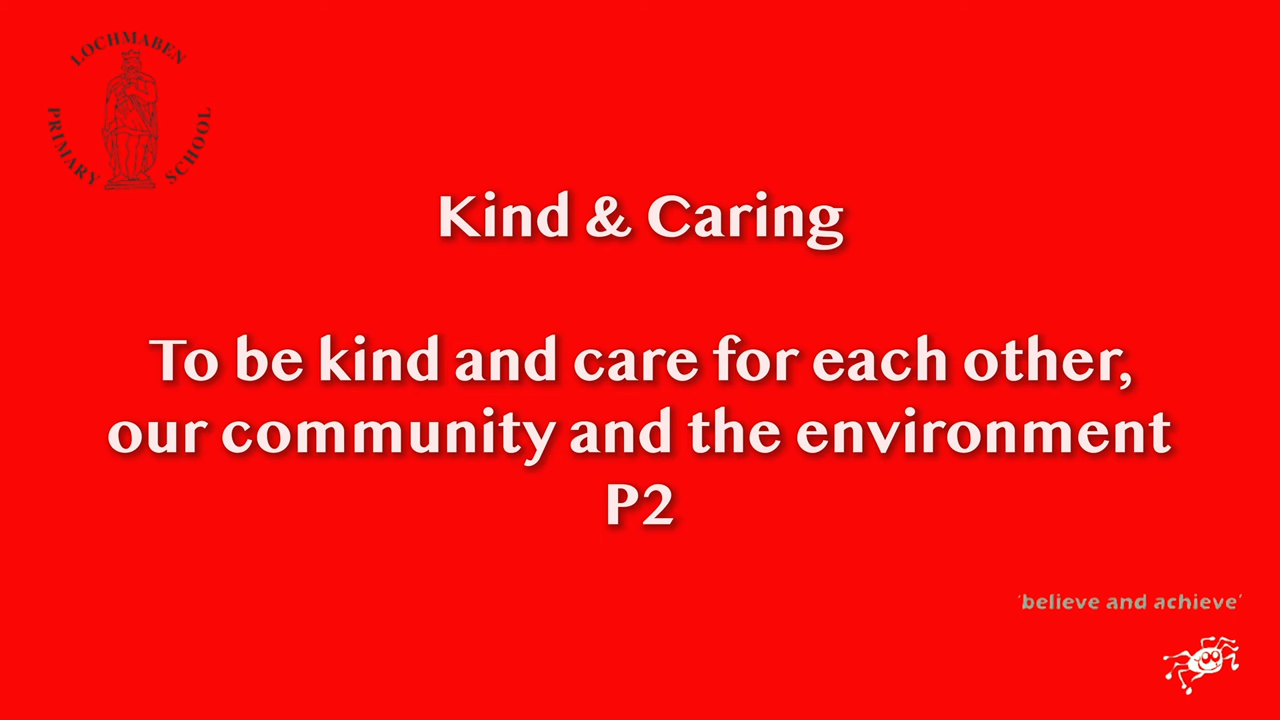 LOCHMABEN
PRIMARY SCHOOL
Kind & Caring
To be kind and care for each other,
our community and the environment
P2
'believe and achieve'